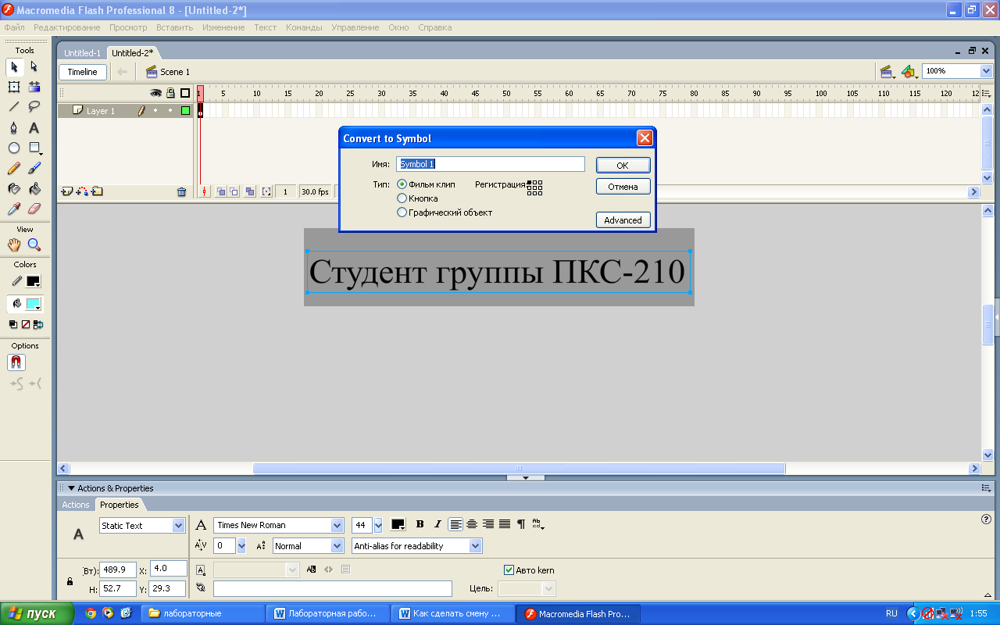 Macromedia Flash Professional 8 - [Untitled-2*]
Файл Редактирование Просмотр Вставить Изменение Текст Команды Управление Окно Справка
Tools
Untitled-1 Untitled-2*
Timeline Scene 1 100%
1 5 10 15 20 25 30 35 40 45 50 55 60 65 70 75 80 85 90 95 100 105 110 115 120 12
Layer 1
Convert to Symbol
Имя: Symbol 1 OK
Тип: Фильм клип Регистрация Отмена
Кнопка
Графический объект Advanced
1 30.0 fps
View
Colors
Options
Студент группы ПКС-210
Actions & Properties
Actions Properties
A Static Text A Times New Roman 44 B I
A|V 0 Normal Anti-alias for readability
Вт): 489.9 X: 4.0 Авто kern
Н: 52.7 Y: 29.3 Цель:
пуск лабораторные Лабораторная рабо... Как сделать смену ... Macromedia Flash Pro... RU 1:55